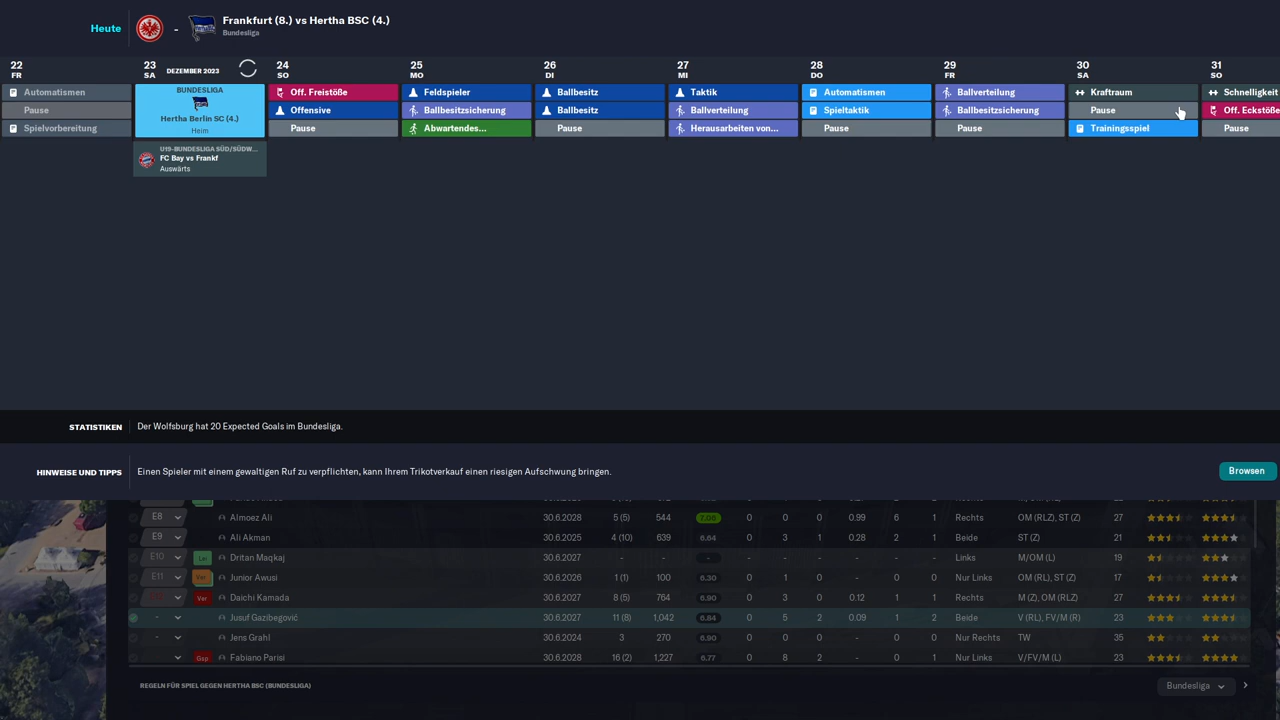 Heute
Frankfurt (8.) vs Hertha BSC (4.)
Bundesliga
22
FR
23
SA
DEZEMBER 2023
24
SO
25
MO
26
DI
27
MI
28
DO
29
FR
30
SA
31
SO
Automatismen
Pause
Spielvorbereitung
BUNDESLIGA
Hertha Berlin SC (4.)
Heim
U19-BUNDESLIGA SÜD/SÜDW...
FC Bay vs Frankf
Auswärts
Off. Freistöße
Offensive
Pause
Feldspieler
Ballbesitzsicherung
Abwartendes...
Ballbesitz
Ballbesitz
Pause
Taktik
Ballverteilung
Herausarbeiten von...
Automatismen
Spieltaktik
Pause
Ballverteilung
Ballbesitzsicherung
Pause
Kraftraum
Pause
Trainingsspiel
Schnelligkeit
Off. Eckstöße
Pause
STATISTIKEN
Der Wolfsburg hat 20 Expected Goals im Bundesliga.
HINWEISE UND TIPPS
Einen Spieler mit einem gewaltigen Ruf zu verpflichten, kann Ihrem Trikotverkauf einen riesigen Aufschwung bringen.
Browsen
E8 Almoez Ali 30.6.2028 5 (5) 544 7.06 0 0 0 0.99 6 1 Rechts OM (RLZ), ST (Z) 27
E9 Ali Akman 30.6.2025 4 (10) 639 6.64 0 3 1 0.28 2 1 Beide ST (Z) 21
E10 Lei Dritan Maqkaj 30.6.2027 - - - - - - - - - Links M/OM (L) 19
E11 Ver Junior Awusi 30.6.2026 1 (1) 100 6.30 0 1 - - 0 0 Nur Links OM (RL), ST (Z) 17
Ver Daichi Kamada 30.6.2027 8 (5) 764 6.90 0 3 0 0.12 1 1 Rechts M (Z), OM (RLZ) 27
- Jusuf Gazibegović 30.6.2027 11 (8) 1,042 6.84 0 5 2 0.09 1 2 Beide V (RL), FV/M (R) 23
- Jens Grahl 30.6.2024 3 270 6.90 0 0 0 - 0 0 Nur Rechts TW 35
Gsp Fabiano Parisi 30.6.2028 16 (2) 1,227 6.77 0 8 2 - 0 1 Nur Links V/FV/M (L) 23
REGELN FÜR SPIEL GEGEN HERTHA BSC (BUNDESLIGA)
Bundesliga